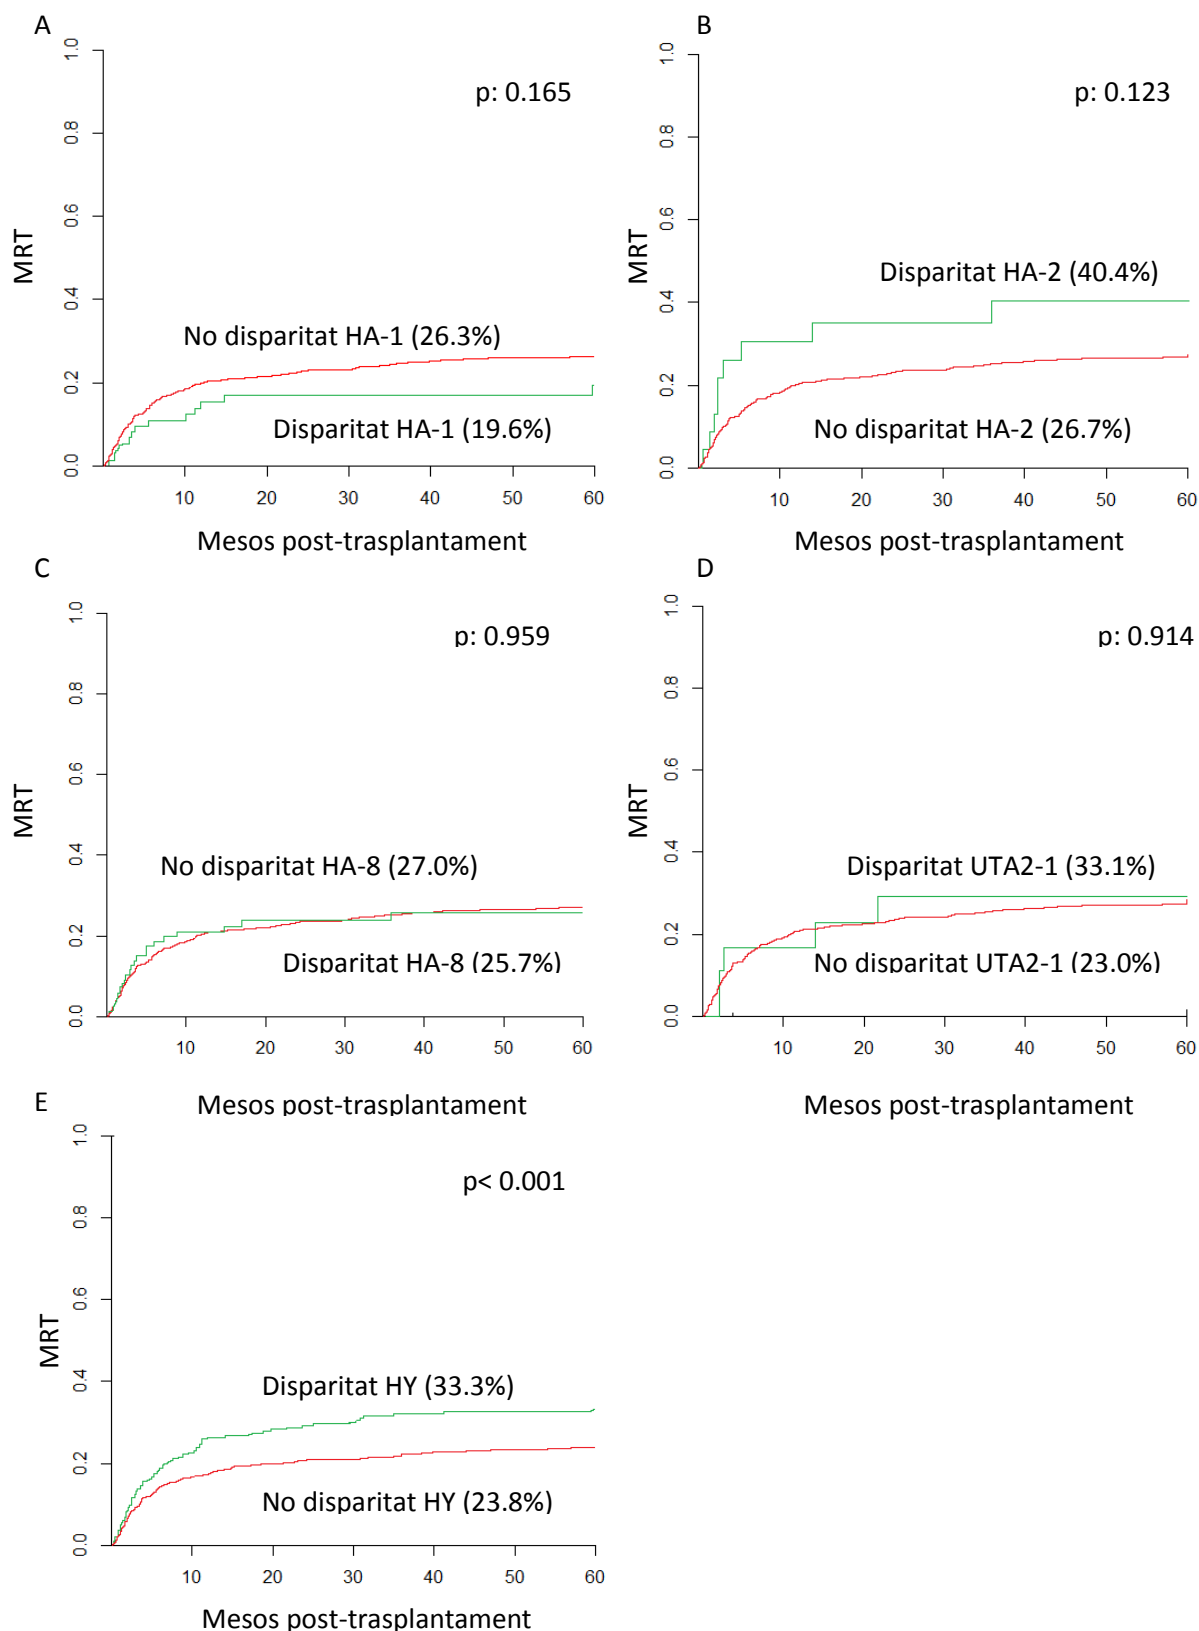 A
p: 0.165
1.0
0.8
0.6
0.4
0.2
0.0
MRT
No disparitat HA-1 (26.3%)
Disparitat HA-1 (19.6%)
10 20 30 40 50 60
Mesos post-trasplantament
B
p: 0.123
1.0
0.8
0.6
0.4
0.2
0.0
MRT
Disparitat HA-2 (40.4%)
No disparitat HA-2 (26.7%)
10 20 30 40 50 60
Mesos post-trasplantament
C
p: 0.959
1.0
0.8
0.6
0.4
0.2
0.0
MRT
No disparitat HA-8 (27.0%)
Disparitat HA-8 (25.7%)
10 20 30 40 50 60
Mesos post-trasplantament
D
p: 0.914
1.0
0.8
0.6
0.4
0.2
0.0
MRT
Disparitat UTA2-1 (33.1%)
No disparitat UTA2-1 (23.0%)
10 20 30 40 50 60
Mesos post-trasplantament
E
p< 0.001
1.0
0.8
0.6
0.4
0.2
0.0
MRT
Disparitat HY (33.3%)
No disparitat HY (23.8%)
10 20 30 40 50 60
Mesos post-trasplantament